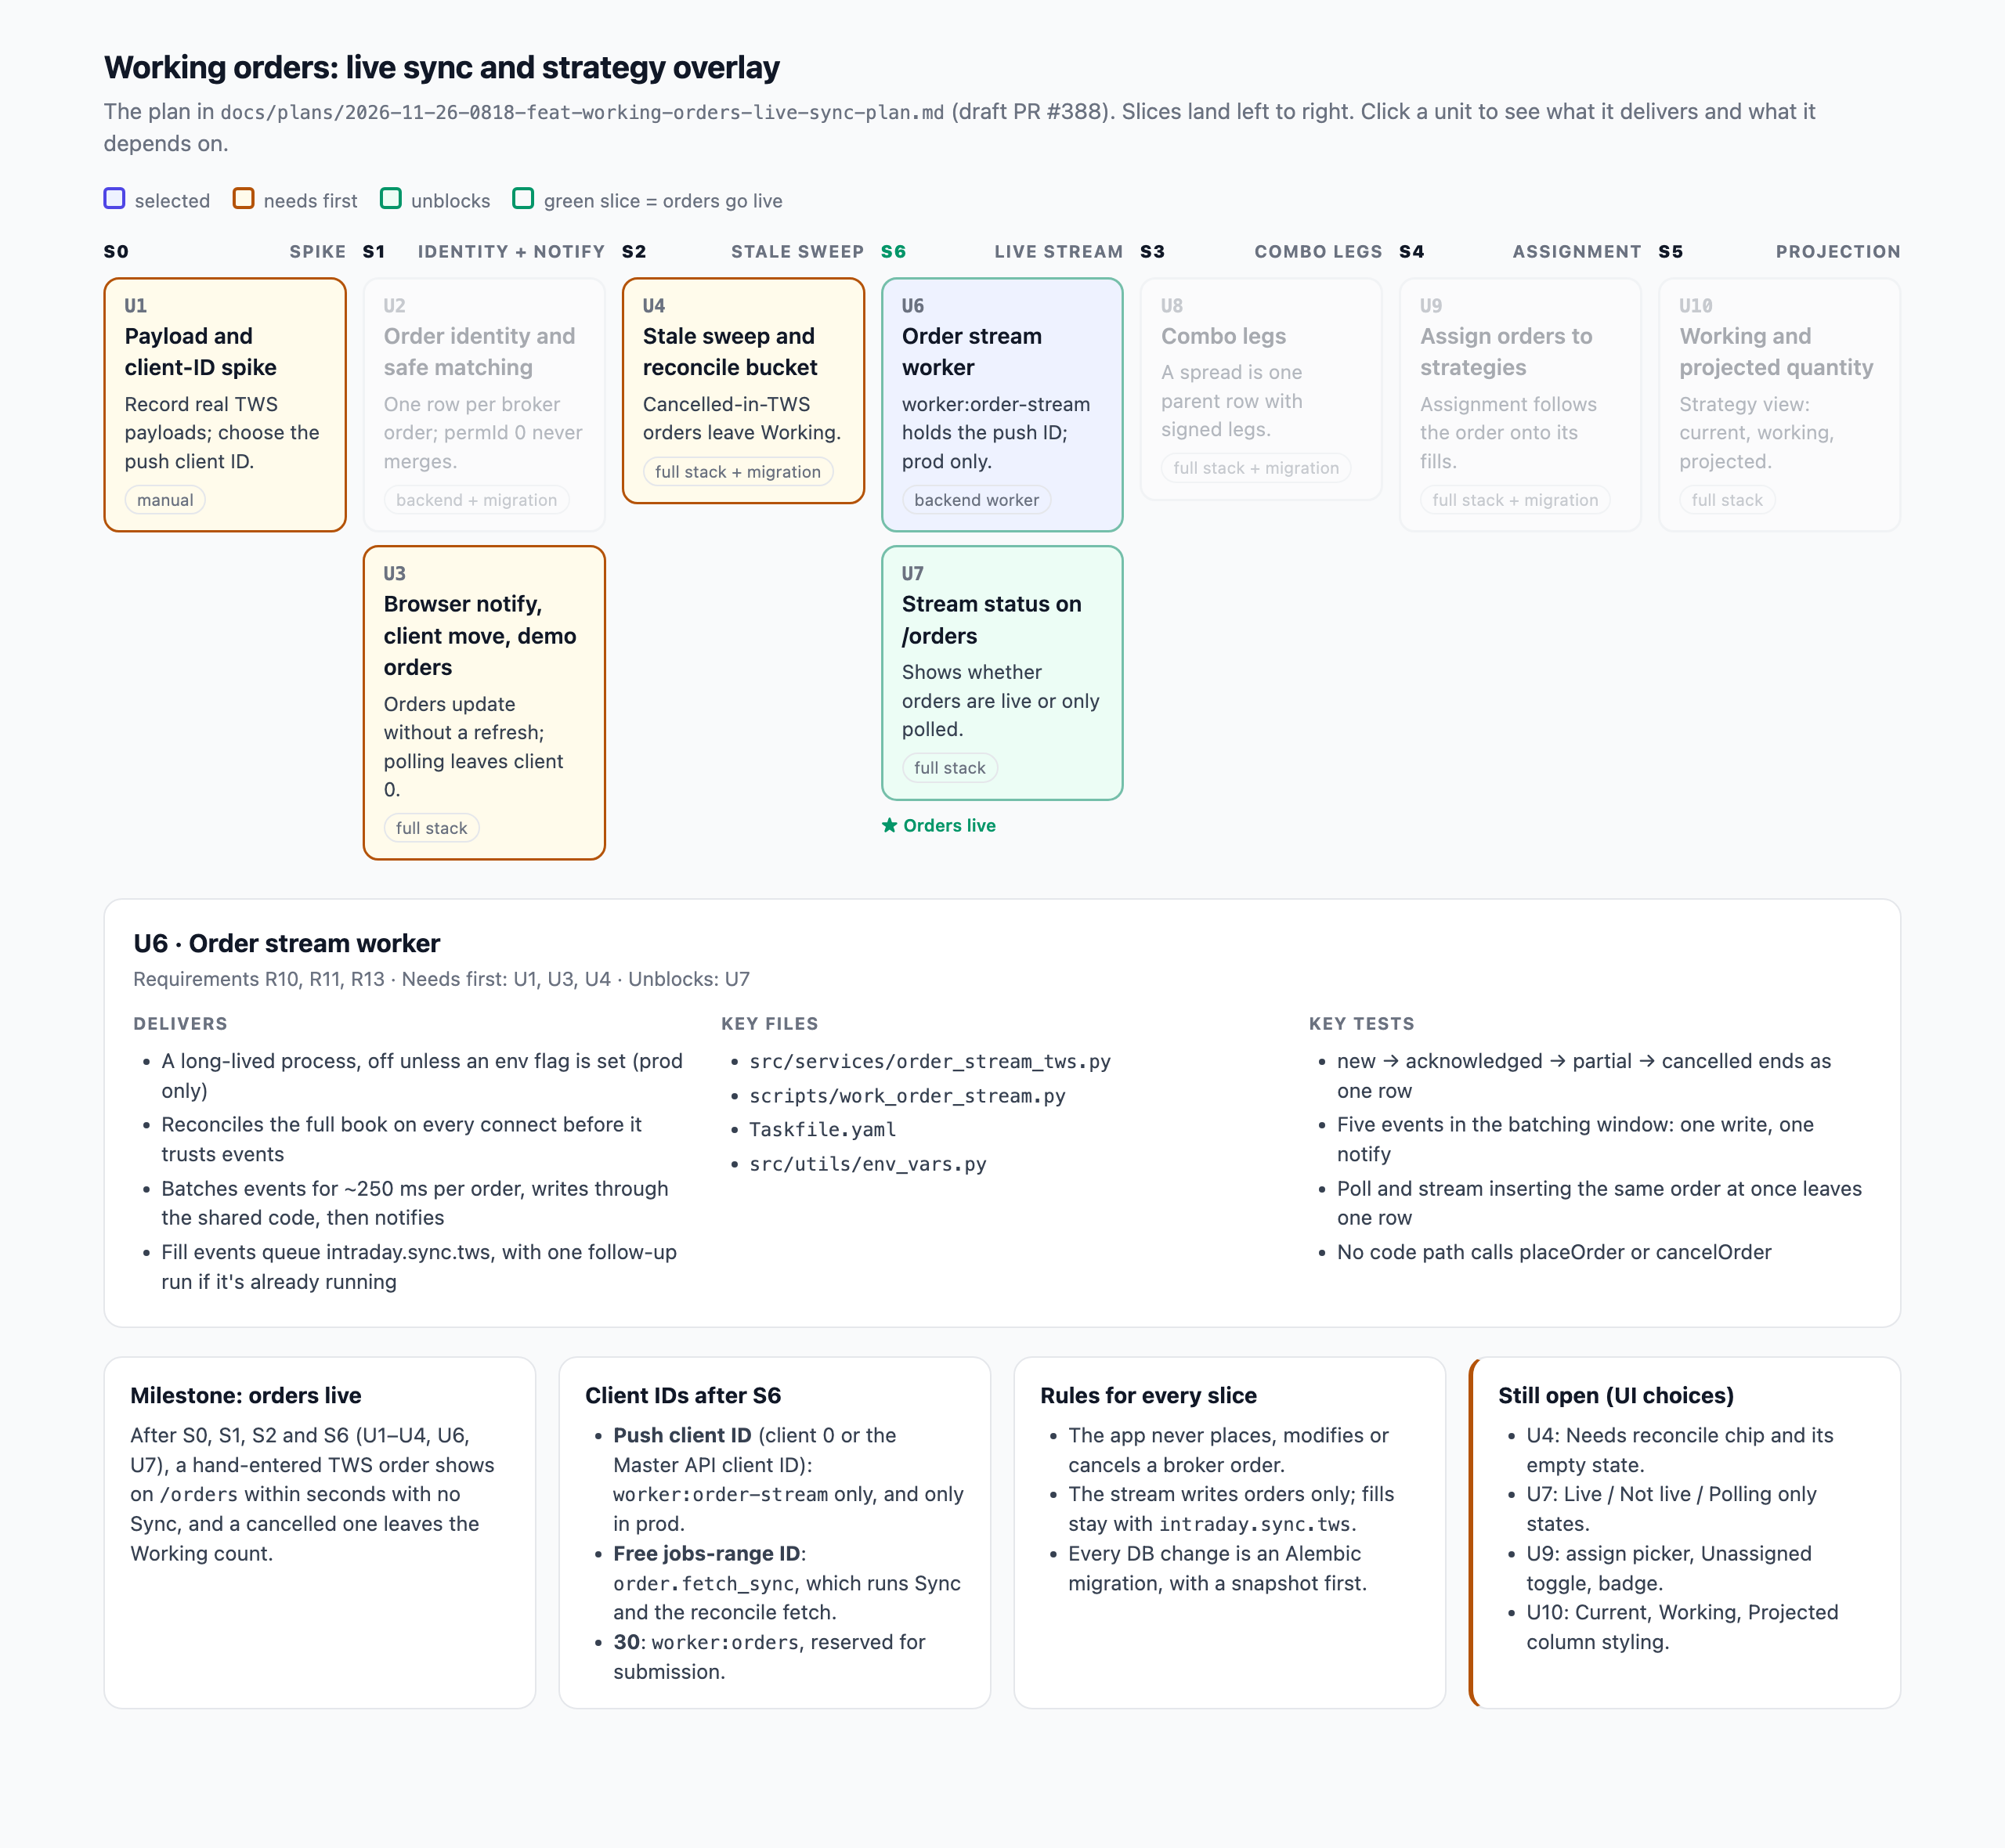 Working orders: live sync and strategy overlay
The plan in docs/plans/2026-11-26-0818-feat-working-orders-live-sync-plan.md (draft PR #388). Slices land left to right. Click a unit to see what it delivers and what it
depends on.
selected needs first unblocks green slice = orders go live
S0 SPIKE S1 IDENTITY + NOTIFY S2 STALE SWEEP S6 LIVE STREAM S3 COMBO LEGS S4 ASSIGNMENT S5 PROJECTION
U1
Payload and
client-ID spike
Record real TWS
payloads; choose the
push client ID.
manual
U2
Order identity and
safe matching
One row per broker
order; permId 0 never
merges.
backend + migration
U3
Browser notify,
client move, demo
orders
Orders update
without a refresh;
polling leaves client
0.
full stack
U4
Stale sweep and
reconcile bucket
Cancelled-in-TWS
orders leave Working.
full stack + migration
U6
Order stream
worker
worker:order-stream
holds the push ID;
prod only.
backend worker
U7
Stream status on
/orders
Shows whether
orders are live or only
polled.
full stack
★ Orders live
U8
Combo legs
A spread is one
parent row with
signed legs.
full stack + migration
U9
Assign orders to
strategies
Assignment follows
the order onto its
fills.
full stack + migration
U10
Working and
projected quantity
Strategy view:
current, working,
projected.
full stack
U6 · Order stream worker
Requirements R10, R11, R13 · Needs first: U1, U3, U4 · Unblocks: U7
DELIVERS
• A long-lived process, off unless an env flag is set (prod
only)
• Reconciles the full book on every connect before it
trusts events
• Batches events for ~250 ms per order, writes through
the shared code, then notifies
• Fill events queue intraday.sync.tws, with one follow-up
run if it's already running
KEY FILES
• src/services/order_stream_tws.py
• scripts/work_order_stream.py
• Taskfile.yaml
• src/utils/env_vars.py
KEY TESTS
• new → acknowledged → partial → cancelled ends as
one row
• Five events in the batching window: one write, one
notify
• Poll and stream inserting the same order at once leaves
one row
• No code path calls placeOrder or cancelOrder
Milestone: orders live
After S0, S1, S2 and S6 (U1–U4, U6,
U7), a hand-entered TWS order shows
on /orders within seconds with no
Sync, and a cancelled one leaves the
Working count.
Client IDs after S6
• Push client ID (client 0 or the
Master API client ID):
worker:order-stream only, and only
in prod.
• Free jobs-range ID:
order.fetch_sync, which runs Sync
and the reconcile fetch.
• 30: worker:orders, reserved for
submission.
Rules for every slice
• The app never places, modifies or
cancels a broker order.
• The stream writes orders only; fills
stay with intraday.sync.tws.
• Every DB change is an Alembic
migration, with a snapshot first.
Still open (UI choices)
• U4: Needs reconcile chip and its
empty state.
• U7: Live / Not live / Polling only
states.
• U9: assign picker, Unassigned
toggle, badge.
• U10: Current, Working, Projected
column styling.